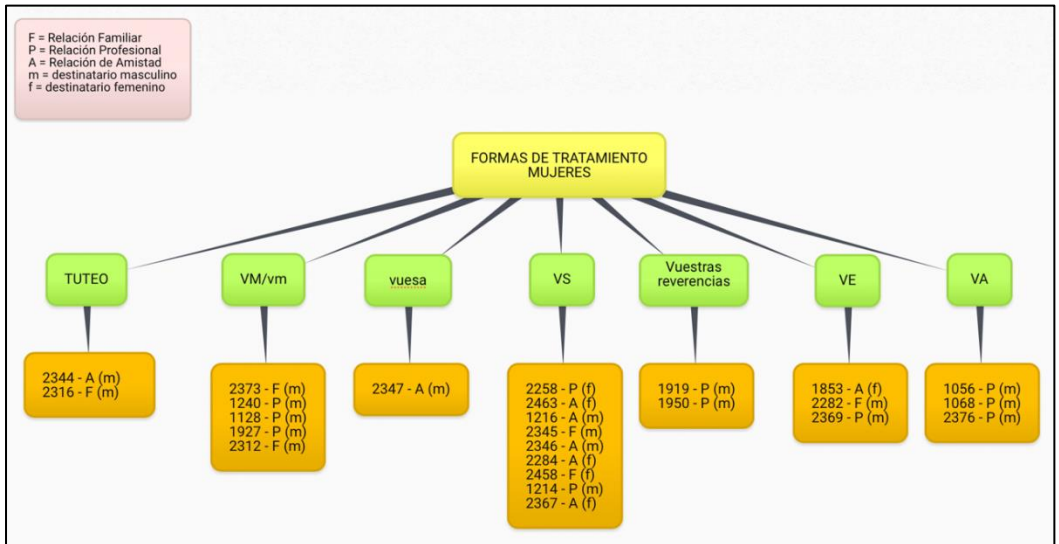 F = Relación Familiar
P = Relación Profesional
A = Relación de Amistad
m = destinatario masculino
f = destinatario femenino
FORMAS DE TRATAMIENTO
MUJERES
TUTEO
2344 - A (m)
2316 - F (m)
VM/vm
2373 - F (m)
1240 - P (m)
1128 - P (m)
1927 - P (m)
2312 - F (m)
vuesa
2347 - A (m)
VS
2258 - P (f)
2463 - A (f)
1216 - A (m)
2345 - F (m)
2346 - A (m)
2284 - A (f)
2458 - F (f)
1214 - P (m)
2367 - A (f)
Vuestras
reverencias
1919 - P (m)
1950 - P (m)
VE
1853 - A (f)
2282 - F (m)
2369 - P (m)
VA
1056 - P (m)
1068 - P (m)
2376 - P (m)